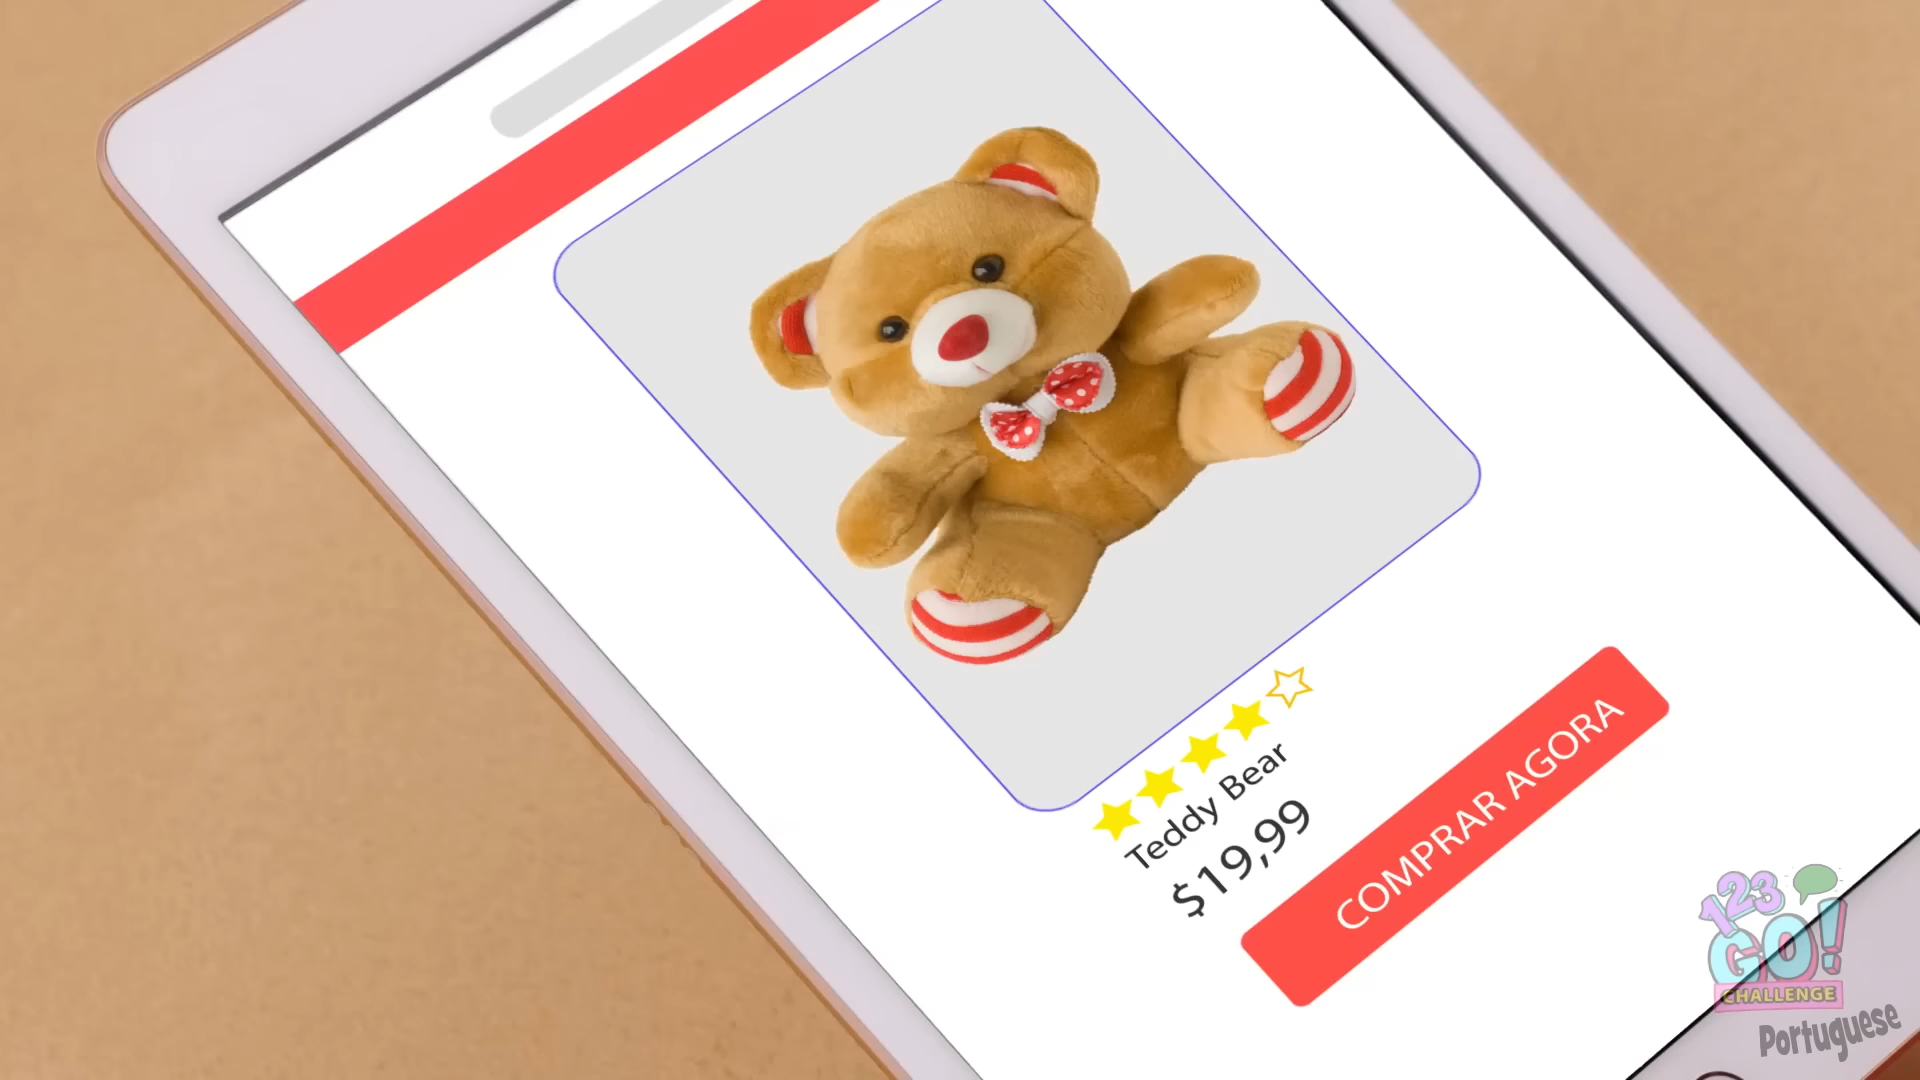 Teddy Bear
$19,99
COMPRAR AGORA
123
GO!
CHALLENGE
Portuguese